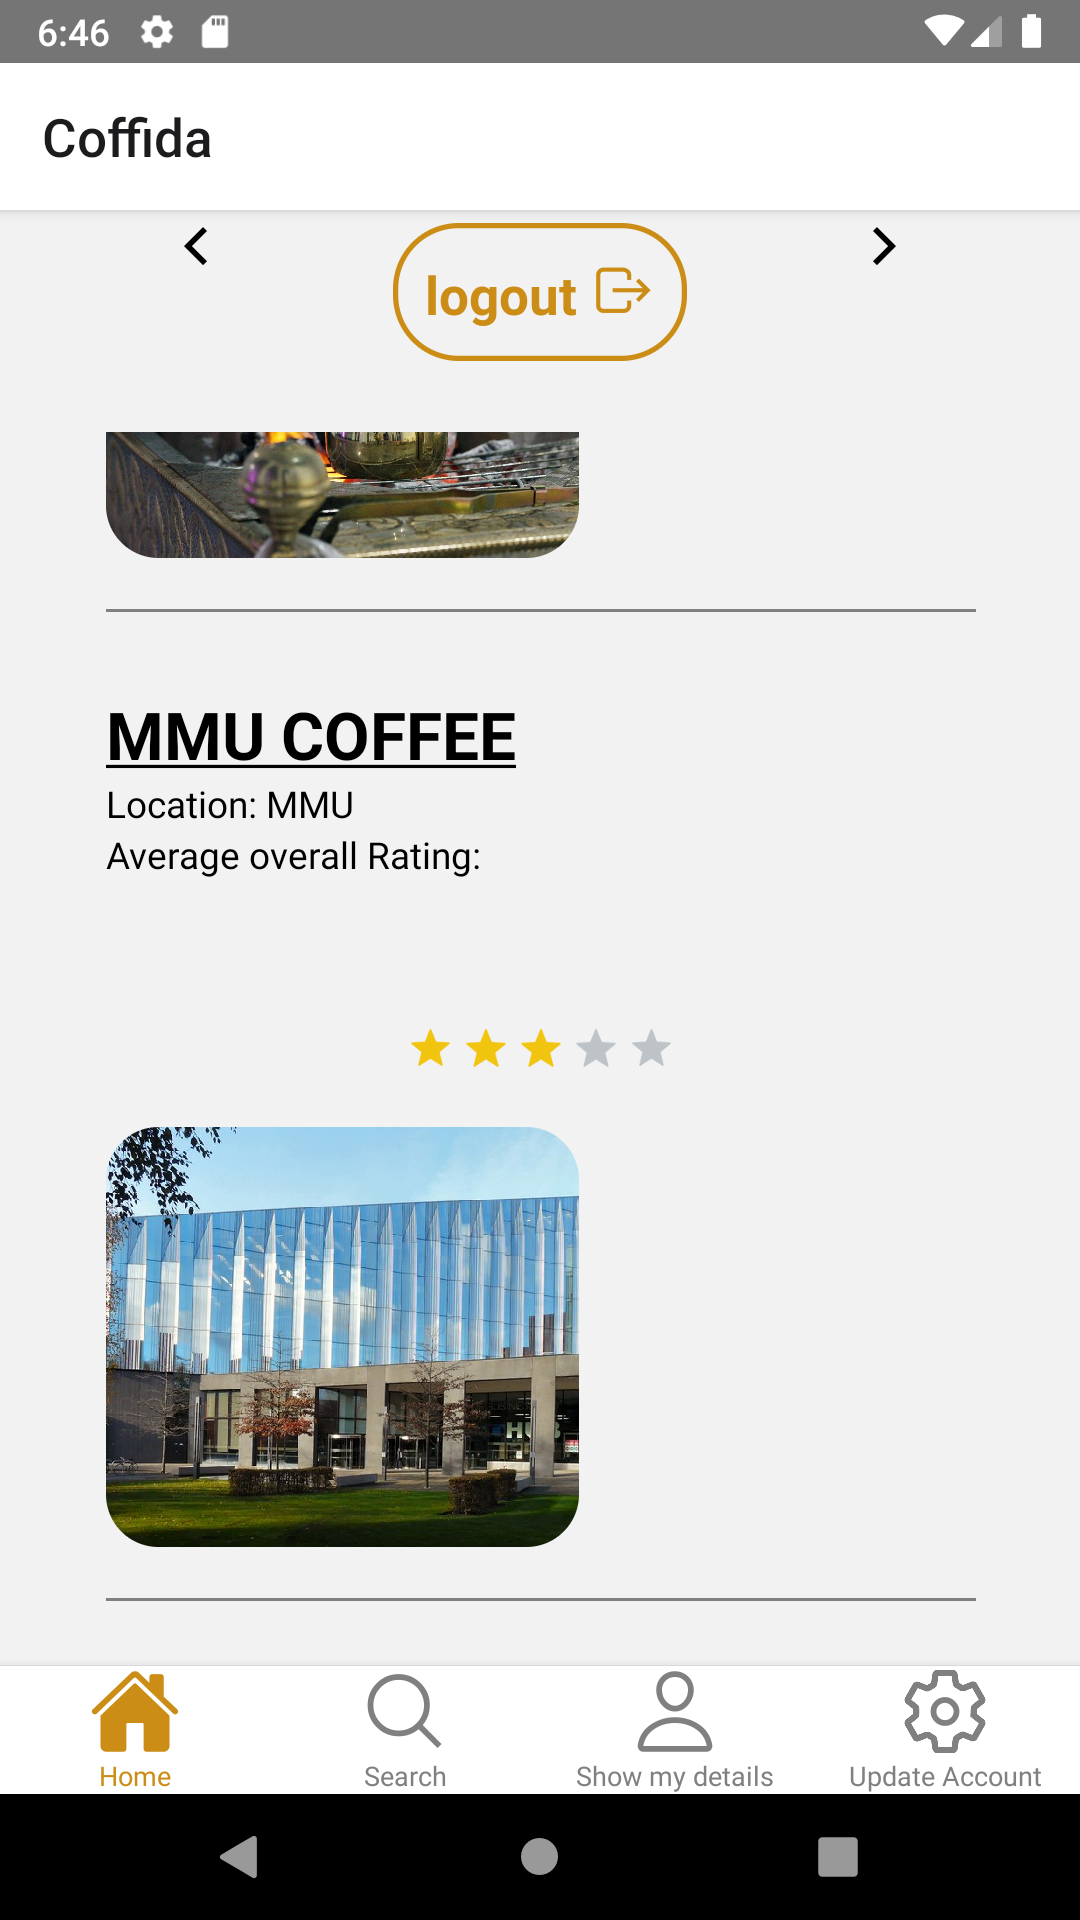 6:46
Coffida
logout
MMU COFFEE
Location: MMU
Average overall Rating:
Home
Search
Show my details
Update Account